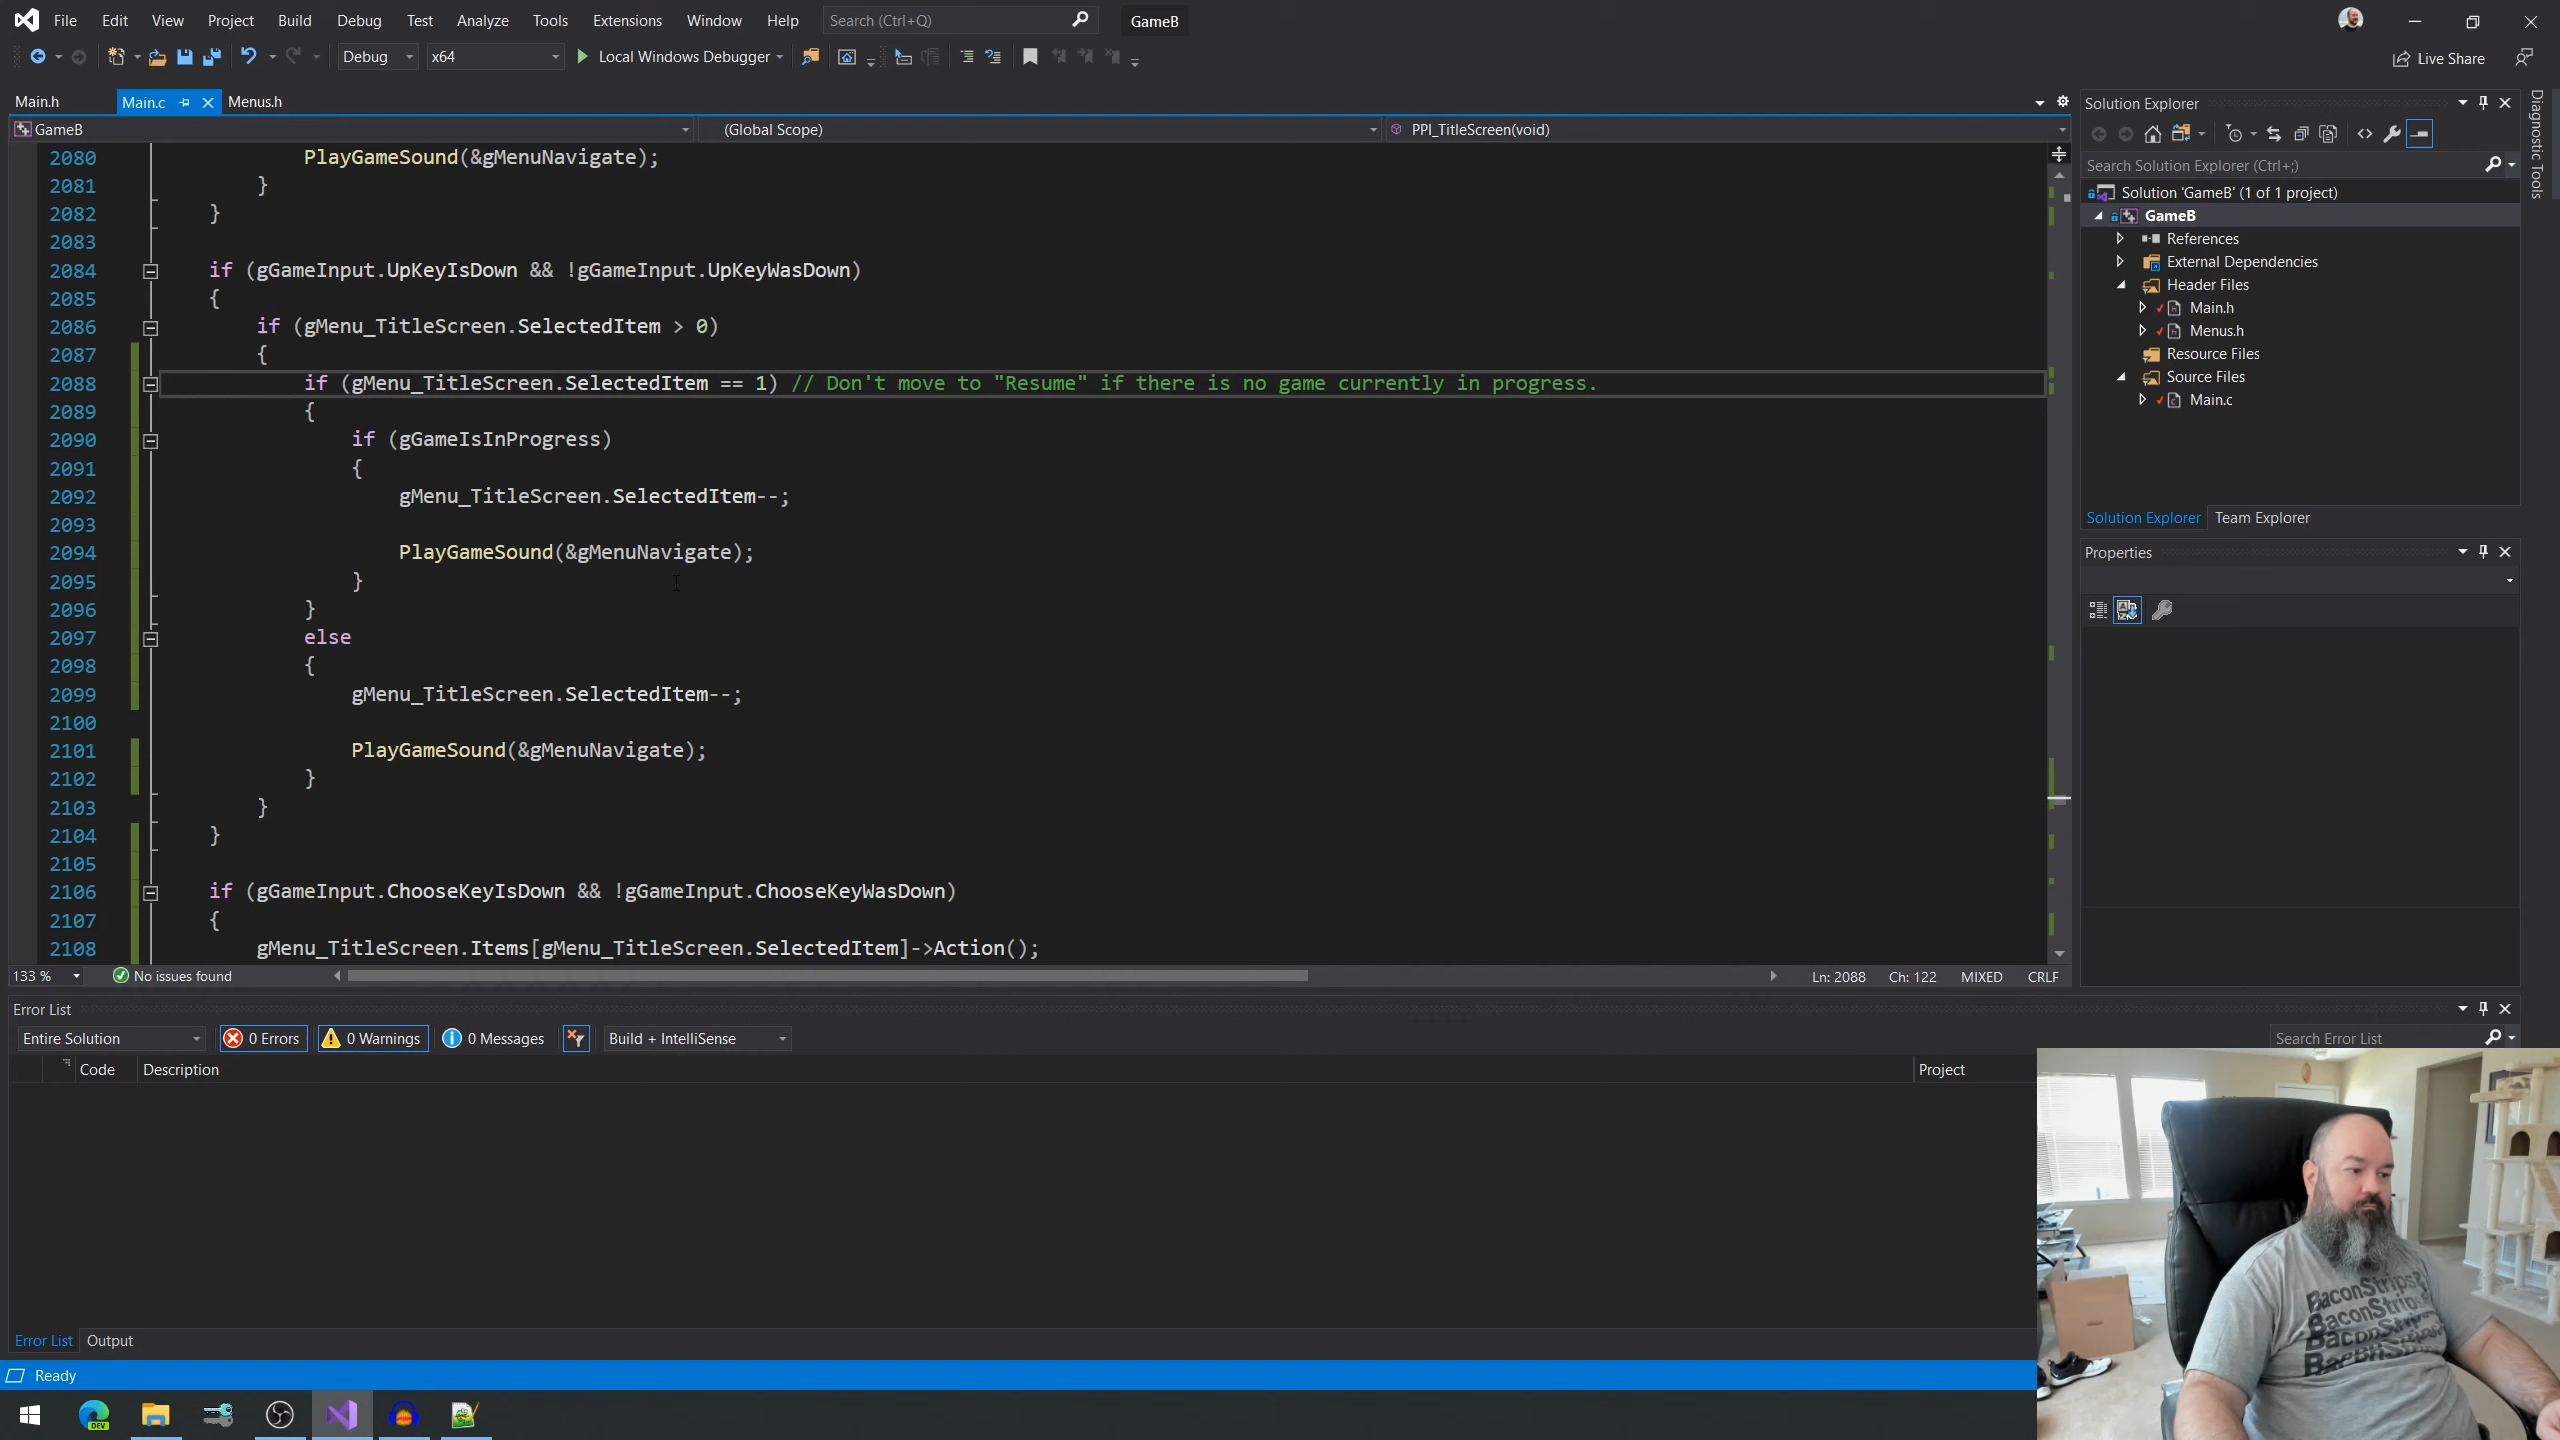 File Edit View Project Build Debug Test Analyze Tools Extensions Window Help Search (Ctrl+Q) GameB
Debug x64 Local Windows Debugger Live Share
Main.h Main.c Menus.h
GameB (Global Scope) PPI_TitleScreen(void)
2080 PlayGameSound(&gMenuNavigate);
2081 }
2082 }
2083
2084 if (gGameInput.UpKeyIsDown && !gGameInput.UpKeyWasDown)
2085 {
2086 if (gMenu_TitleScreen.SelectedItem > 0)
2087 {
2088 if (gMenu_TitleScreen.SelectedItem == 1) // Don't move to "Resume" if there is no game currently in progress.
2089 {
2090 if (gGameIsInProgress)
2091 {
2092 gMenu_TitleScreen.SelectedItem--;
2093
2094 PlayGameSound(&gMenuNavigate);
2095 }
2096 }
2097 else
2098 {
2099 gMenu_TitleScreen.SelectedItem--;
2100
2101 PlayGameSound(&gMenuNavigate);
2102 }
2103 }
2104 }
2105
2106 if (gGameInput.ChooseKeyIsDown && !gGameInput.ChooseKeyWasDown)
2107 {
2108 gMenu_TitleScreen.Items[gMenu_TitleScreen.SelectedItem]->Action();
133 % No issues found Ln: 2088 Ch: 122 MIXED CRLF
Solution Explorer
Search Solution Explorer (Ctrl+;)
Solution 'GameB' (1 of 1 project)
GameB
References
External Dependencies
Header Files
Main.h
Menus.h
Resource Files
Source Files
Main.c
Solution Explorer Team Explorer
Properties
Diagnostic Tools
Error List
Entire Solution 0 Errors 0 Warnings 0 Messages Build + IntelliSense Search Error List
Code Description Project
Error List Output
Ready
DEV
BaconStrips?
BaconStrips
BaconStrips
BaconStrips